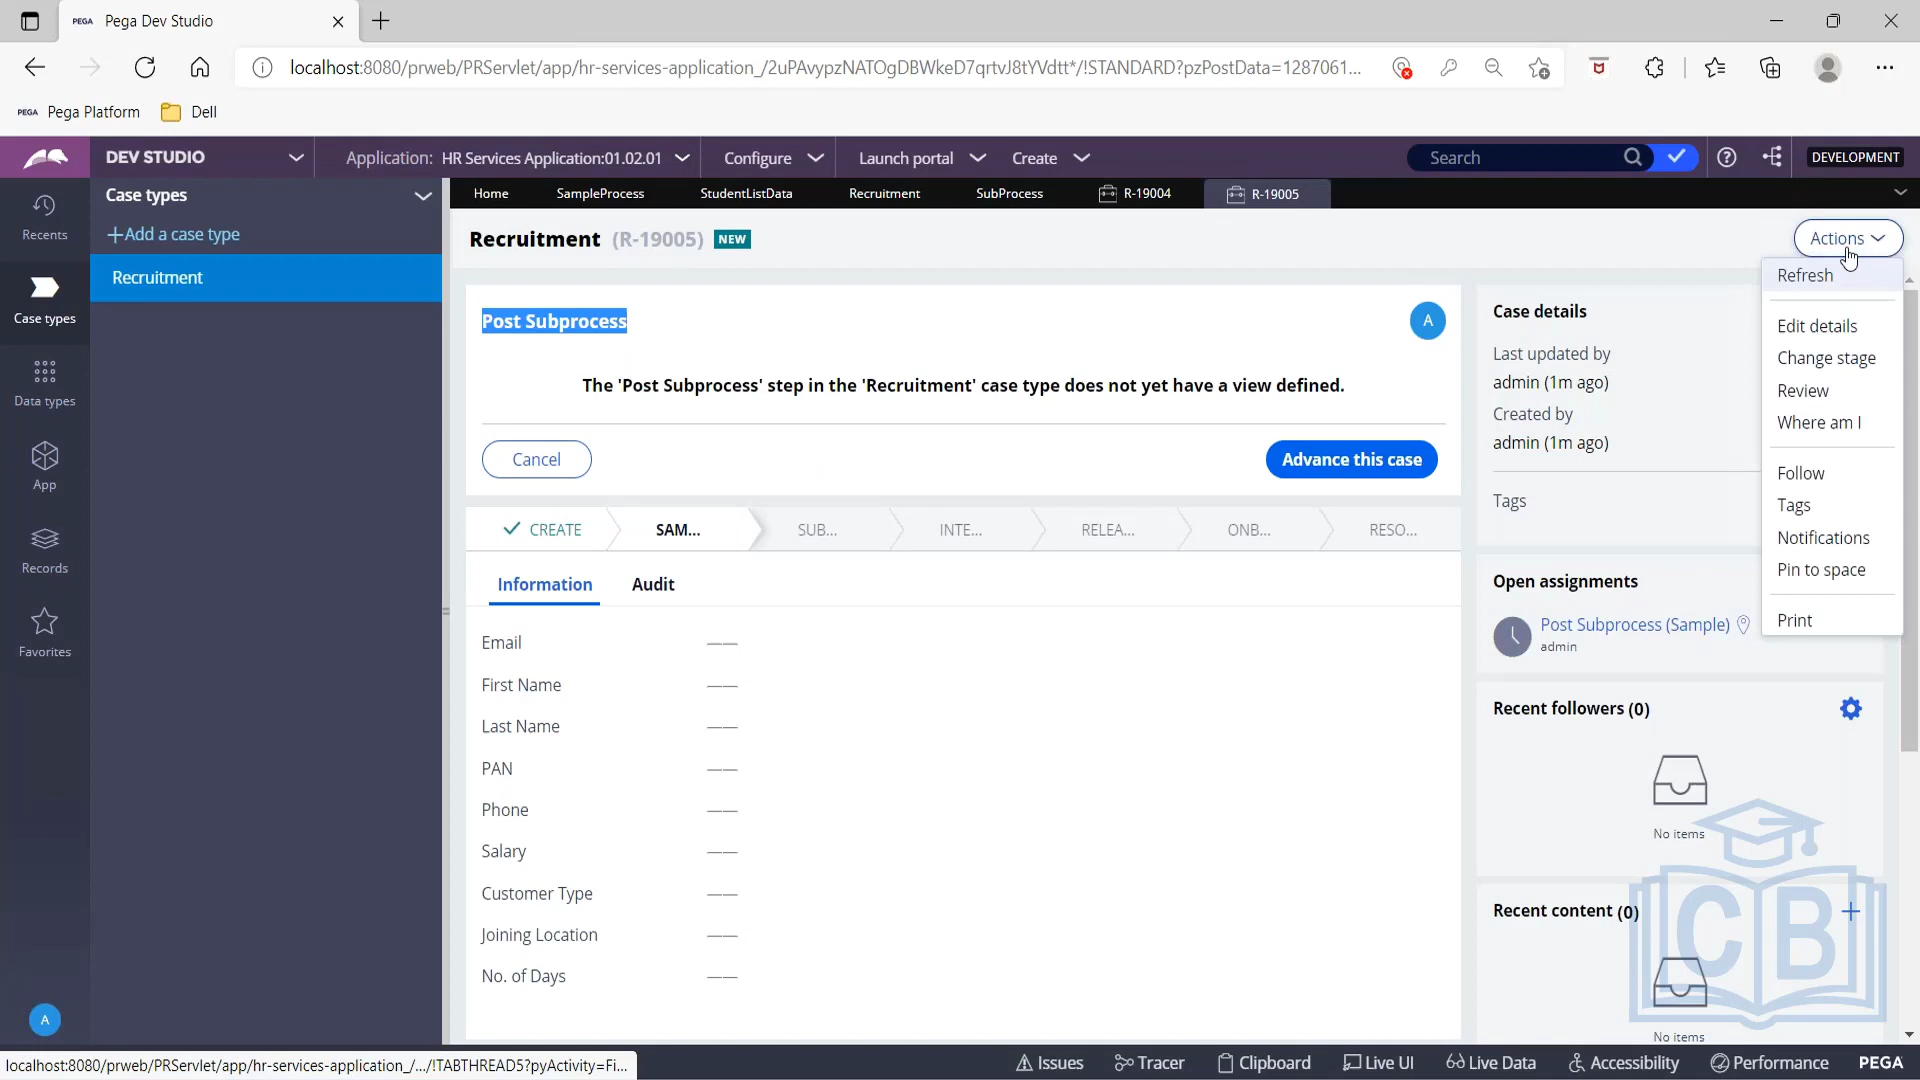 PEGA Pega Dev Studio
localhost:8080/prweb/PRServlet/app/hr-services-application_/2uPAvypzNATOgDBWkeD7qrtvJ8tYVdtt*/!STANDARD?pzPostData=1287061...
PEGA Pega Platform Dell
DEV STUDIO Application: HR Services Application:01.02.01 Configure Launch portal Create Search DEVELOPMENT
Recents
Case types
Data types
App
Records
Favorites
A
Case types
+Add a case type
Recruitment
Home SampleProcess StudentListData Recruitment SubProcess R-19004 R-19005
Recruitment (R-19005) NEW
Actions
Refresh
Edit details
Change stage
Review
Where am I
Follow
Tags
Notifications
Pin to space
Print
Post Subprocess A
The 'Post Subprocess' step in the 'Recruitment' case type does not yet have a view defined.
Cancel Advance this case
CREATE SAM... SUB... INTE... RELEA... ONB... RESO...
Information Audit
Email ——
First Name ——
Last Name ——
PAN ——
Phone ——
Salary ——
Customer Type ——
Joining Location ——
No. of Days ——
Case details
Last updated by
admin (1m ago)
Created by
admin (1m ago)
Tags
Open assignments
Post Subprocess (Sample)
admin
Recent followers (0)
No items
Recent content (0)
No items
CB
localhost:8080/prweb/PRServlet/app/hr-services-application_/.../!TABTHREAD5?pyActivity=Fi...
Issues Tracer Clipboard Live UI Live Data Accessibility Performance PEGA